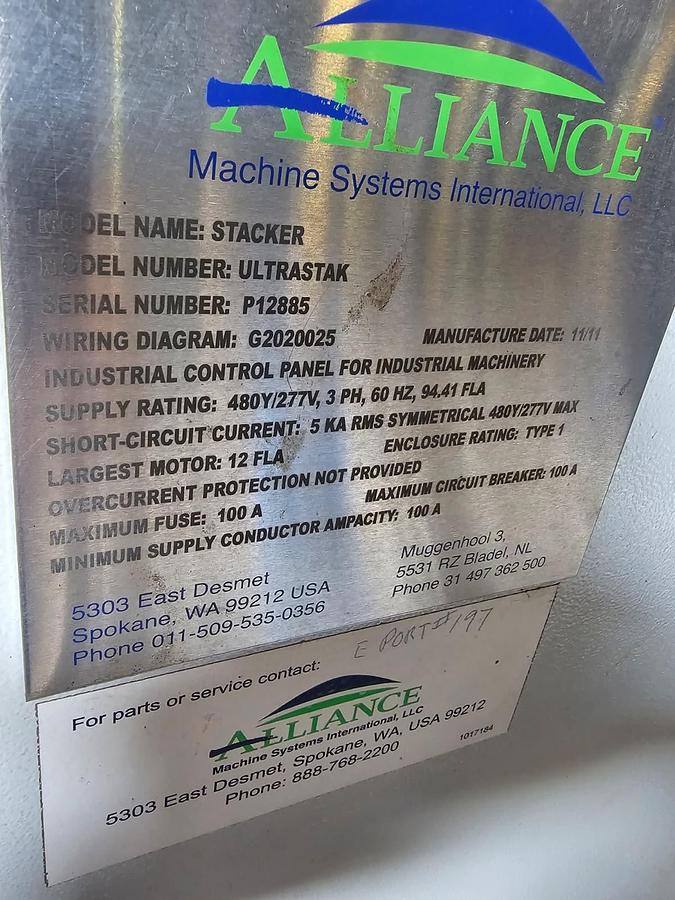 ALLIANCE
Machine Systems International, LLC
MODEL NAME: STACKER
MODEL NUMBER: ULTRASTAK
SERIAL NUMBER: P12885
WIRING DIAGRAM: G2020025 MANUFACTURE DATE: 11/11
INDUSTRIAL CONTROL PANEL FOR INDUSTRIAL MACHINERY
SUPPLY RATING: 480Y/277V, 3 PH, 60 HZ, 94.41 FLA
SHORT-CIRCUIT CURRENT: 5 KA RMS SYMMETRICAL 480Y/277V MAX
LARGEST MOTOR: 12 FLA ENCLOSURE RATING: TYPE 1
OVERCURRENT PROTECTION NOT PROVIDED
MAXIMUM FUSE: 100 A MAXIMUM CIRCUIT BREAKER: 100 A
MINIMUM SUPPLY CONDUCTOR AMPACITY: 100 A
5303 East Desmet
Spokane, WA 99212 USA
Phone 011-509-535-0356
Muggenhool 3,
5531 RZ Bladel, NL
Phone 31 497 362 500
E PORT#197
For parts or service contact:
ALLIANCE
Machine Systems International, LLC
5303 East Desmet, Spokane, WA, USA 99212
Phone: 888-768-2200
1017184